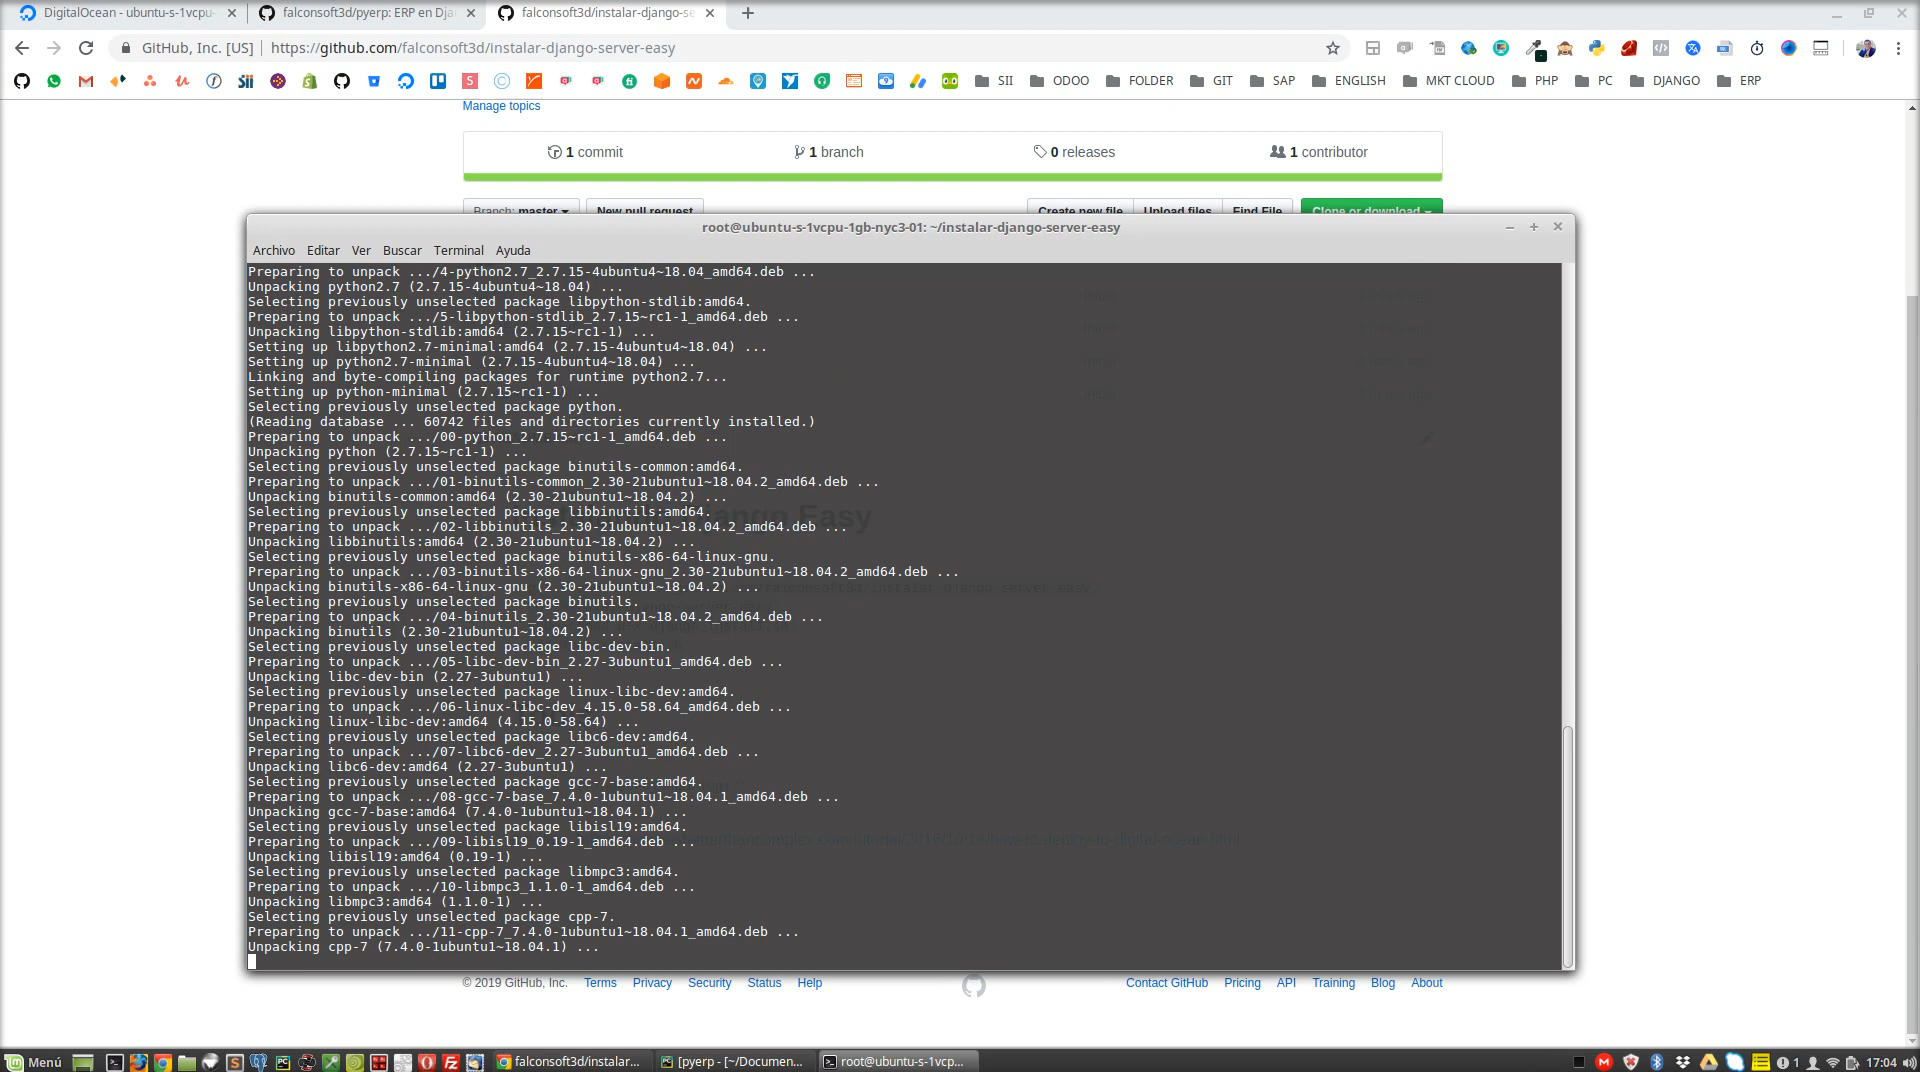 DigitalOcean - ubuntu-s-1vcpu-
falconsoft3d/pyerp: ERP en Dja
falconsoft3d/instalar-django-se
GitHub, Inc. [US]
https://github.com/falconsoft3d/instalar-django-server-easy
SII
ODOO
FOLDER
GIT
SAP
ENGLISH
MKT CLOUD
PHP
PC
DJANGO
ERP
Manage topics
1 commit
1 branch
0 releases
1 contributor
Branch: master
New pull request
Create new file
Upload files
Find File
Clone or download
root@ubuntu-s-1vcpu-1gb-nyc3-01: ~/instalar-django-server-easy
Archivo Editar Ver Buscar Terminal Ayuda
Preparing to unpack .../4-python2.7_2.7.15-4ubuntu4~18.04_amd64.deb ...
Unpacking python2.7 (2.7.15-4ubuntu4~18.04) ...
Selecting previously unselected package libpython-stdlib:amd64.
Preparing to unpack .../5-libpython-stdlib_2.7.15~rc1-1_amd64.deb ...
Unpacking libpython-stdlib:amd64 (2.7.15~rc1-1) ...
Setting up libpython2.7-minimal:amd64 (2.7.15-4ubuntu4~18.04) ...
Setting up python2.7-minimal (2.7.15-4ubuntu4~18.04) ...
Linking and byte-compiling packages for runtime python2.7...
Setting up python-minimal (2.7.15~rc1-1) ...
Selecting previously unselected package python.
(Reading database ... 60742 files and directories currently installed.)
Preparing to unpack .../00-python_2.7.15~rc1-1_amd64.deb ...
Unpacking python (2.7.15~rc1-1) ...
Selecting previously unselected package binutils-common:amd64.
Preparing to unpack .../01-binutils-common_2.30-21ubuntu1~18.04.2_amd64.deb ...
Unpacking binutils-common:amd64 (2.30-21ubuntu1~18.04.2) ...
Selecting previously unselected package libbinutils:amd64.
Preparing to unpack .../02-libbinutils_2.30-21ubuntu1~18.04.2_amd64.deb ...
Unpacking libbinutils:amd64 (2.30-21ubuntu1~18.04.2) ...
Selecting previously unselected package binutils-x86-64-linux-gnu.
Preparing to unpack .../03-binutils-x86-64-linux-gnu_2.30-21ubuntu1~18.04.2_amd64.deb ...
Unpacking binutils-x86-64-linux-gnu (2.30-21ubuntu1~18.04.2) ...
Selecting previously unselected package binutils.
Preparing to unpack .../04-binutils_2.30-21ubuntu1~18.04.2_amd64.deb ...
Unpacking binutils (2.30-21ubuntu1~18.04.2) ...
Selecting previously unselected package libc-dev-bin.
Preparing to unpack .../05-libc-dev-bin_2.27-3ubuntu1_amd64.deb ...
Unpacking libc-dev-bin (2.27-3ubuntu1) ...
Selecting previously unselected package linux-libc-dev:amd64.
Preparing to unpack .../06-linux-libc-dev_4.15.0-58.64_amd64.deb ...
Unpacking linux-libc-dev:amd64 (4.15.0-58.64) ...
Selecting previously unselected package libc6-dev:amd64.
Preparing to unpack .../07-libc6-dev_2.27-3ubuntu1_amd64.deb ...
Unpacking libc6-dev:amd64 (2.27-3ubuntu1) ...
Selecting previously unselected package gcc-7-base:amd64.
Preparing to unpack .../08-gcc-7-base_7.4.0-1ubuntu1~18.04.1_amd64.deb ...
Unpacking gcc-7-base:amd64 (7.4.0-1ubuntu1~18.04.1) ...
Selecting previously unselected package libisl19:amd64.
Preparing to unpack .../09-libisl19_0.19-1_amd64.deb ...
Unpacking libisl19:amd64 (0.19-1) ...
Selecting previously unselected package libmpc3:amd64.
Preparing to unpack .../10-libmpc3_1.1.0-1_amd64.deb ...
Unpacking libmpc3:amd64 (1.1.0-1) ...
Selecting previously unselected package cpp-7.
Preparing to unpack .../11-cpp-7_7.4.0-1ubuntu1~18.04.1_amd64.deb ...
Unpacking cpp-7 (7.4.0-1ubuntu1~18.04.1) ...
© 2019 GitHub, Inc. Terms Privacy Security Status Help
Contact GitHub Pricing API Training Blog About
Menú
falconsoft3d/instalar...
[pyerp - [~/Documen...
root@ubuntu-s-1vcp...
1
17:04